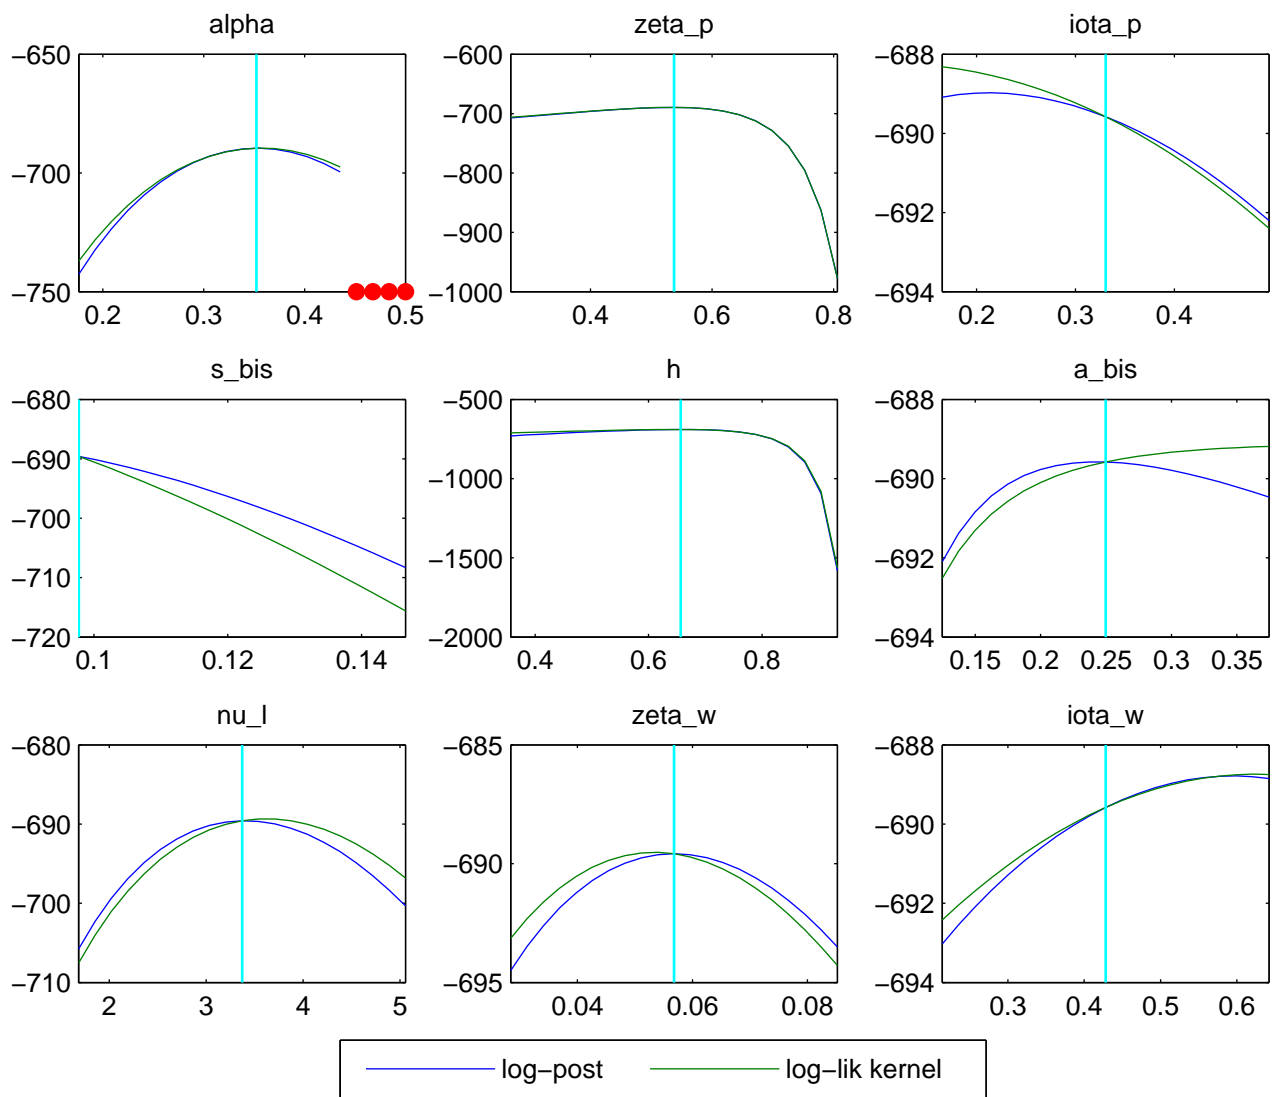 alpha
zeta_p
iota_p
−650
−700
−750
0.2 0.3 0.4 0.5
−600
−700
−800
−900
−1000
0.4 0.6 0.8
−688
−690
−692
−694
0.2 0.3 0.4
s_bis
h
a_bis
−680
−690
−700
−710
−720
0.1 0.12 0.14
−500
−1000
−1500
−2000
0.4 0.6 0.8
−688
−690
−692
−694
0.15 0.2 0.25 0.3 0.35
nu_l
zeta_w
iota_w
−680
−690
−700
−710
2 3 4 5
−685
−690
−695
0.04 0.06 0.08
−688
−690
−692
−694
0.3 0.4 0.5 0.6
log−post
log−lik kernel